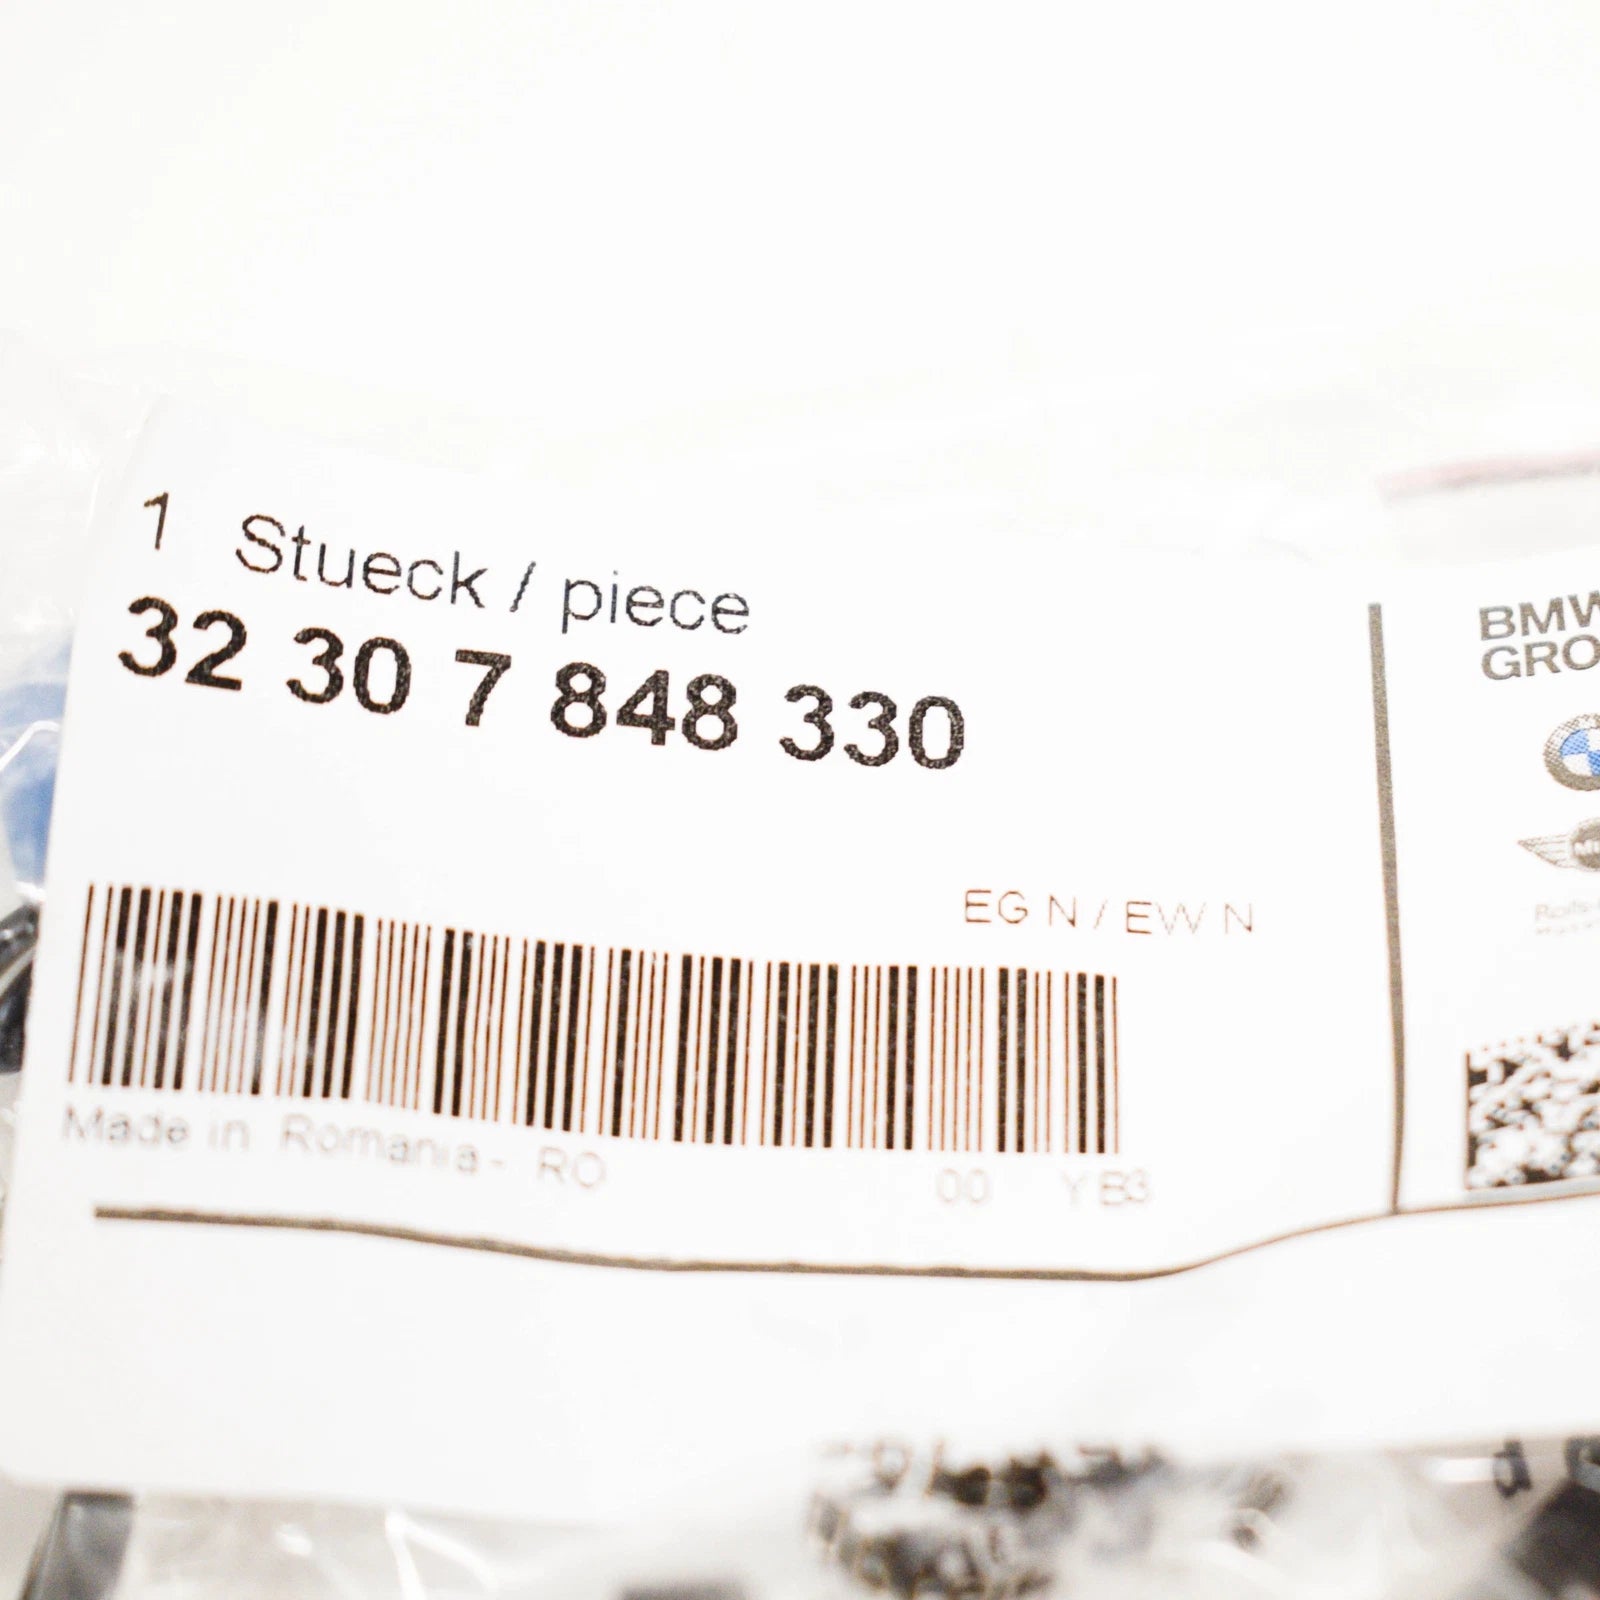 1 Stueck / piece
32 30 7 848 330
EG N / EW N
Made in Romania - RO 00 YB3
BMW
GRO